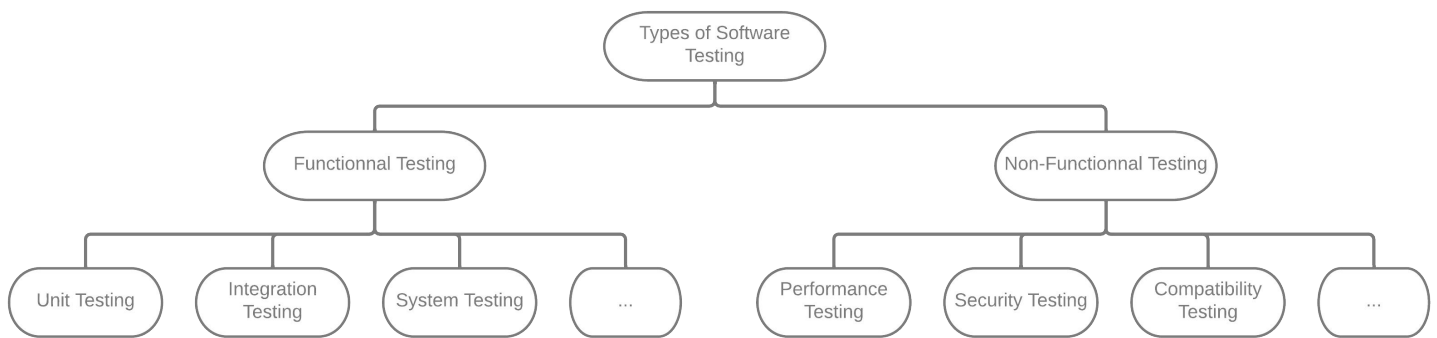 Types of Software
Testing
Functionnal Testing
Non-Functionnal Testing
Unit Testing
Integration
Testing
System Testing
...
Performance
Testing
Security Testing
Compatibility
Testing
...